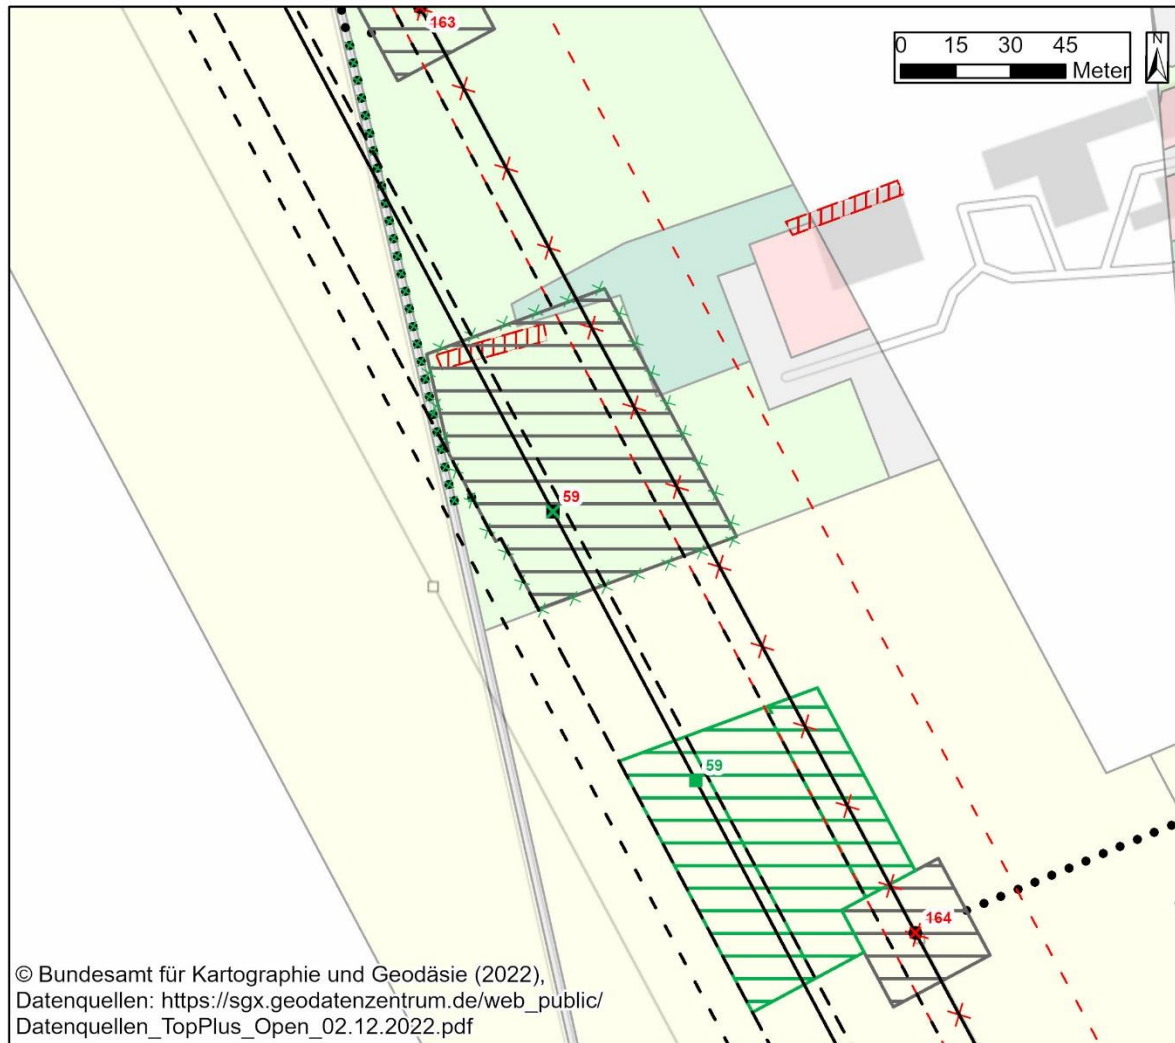 163
0 15 30 45
Meter
N
59
59
164
© Bundesamt für Kartographie und Geodäsie (2022),
Datenquellen: https://sgx.geodatenzentrum.de/web_public/
Datenquellen_TopPlus_Open_02.12.2022.pdf